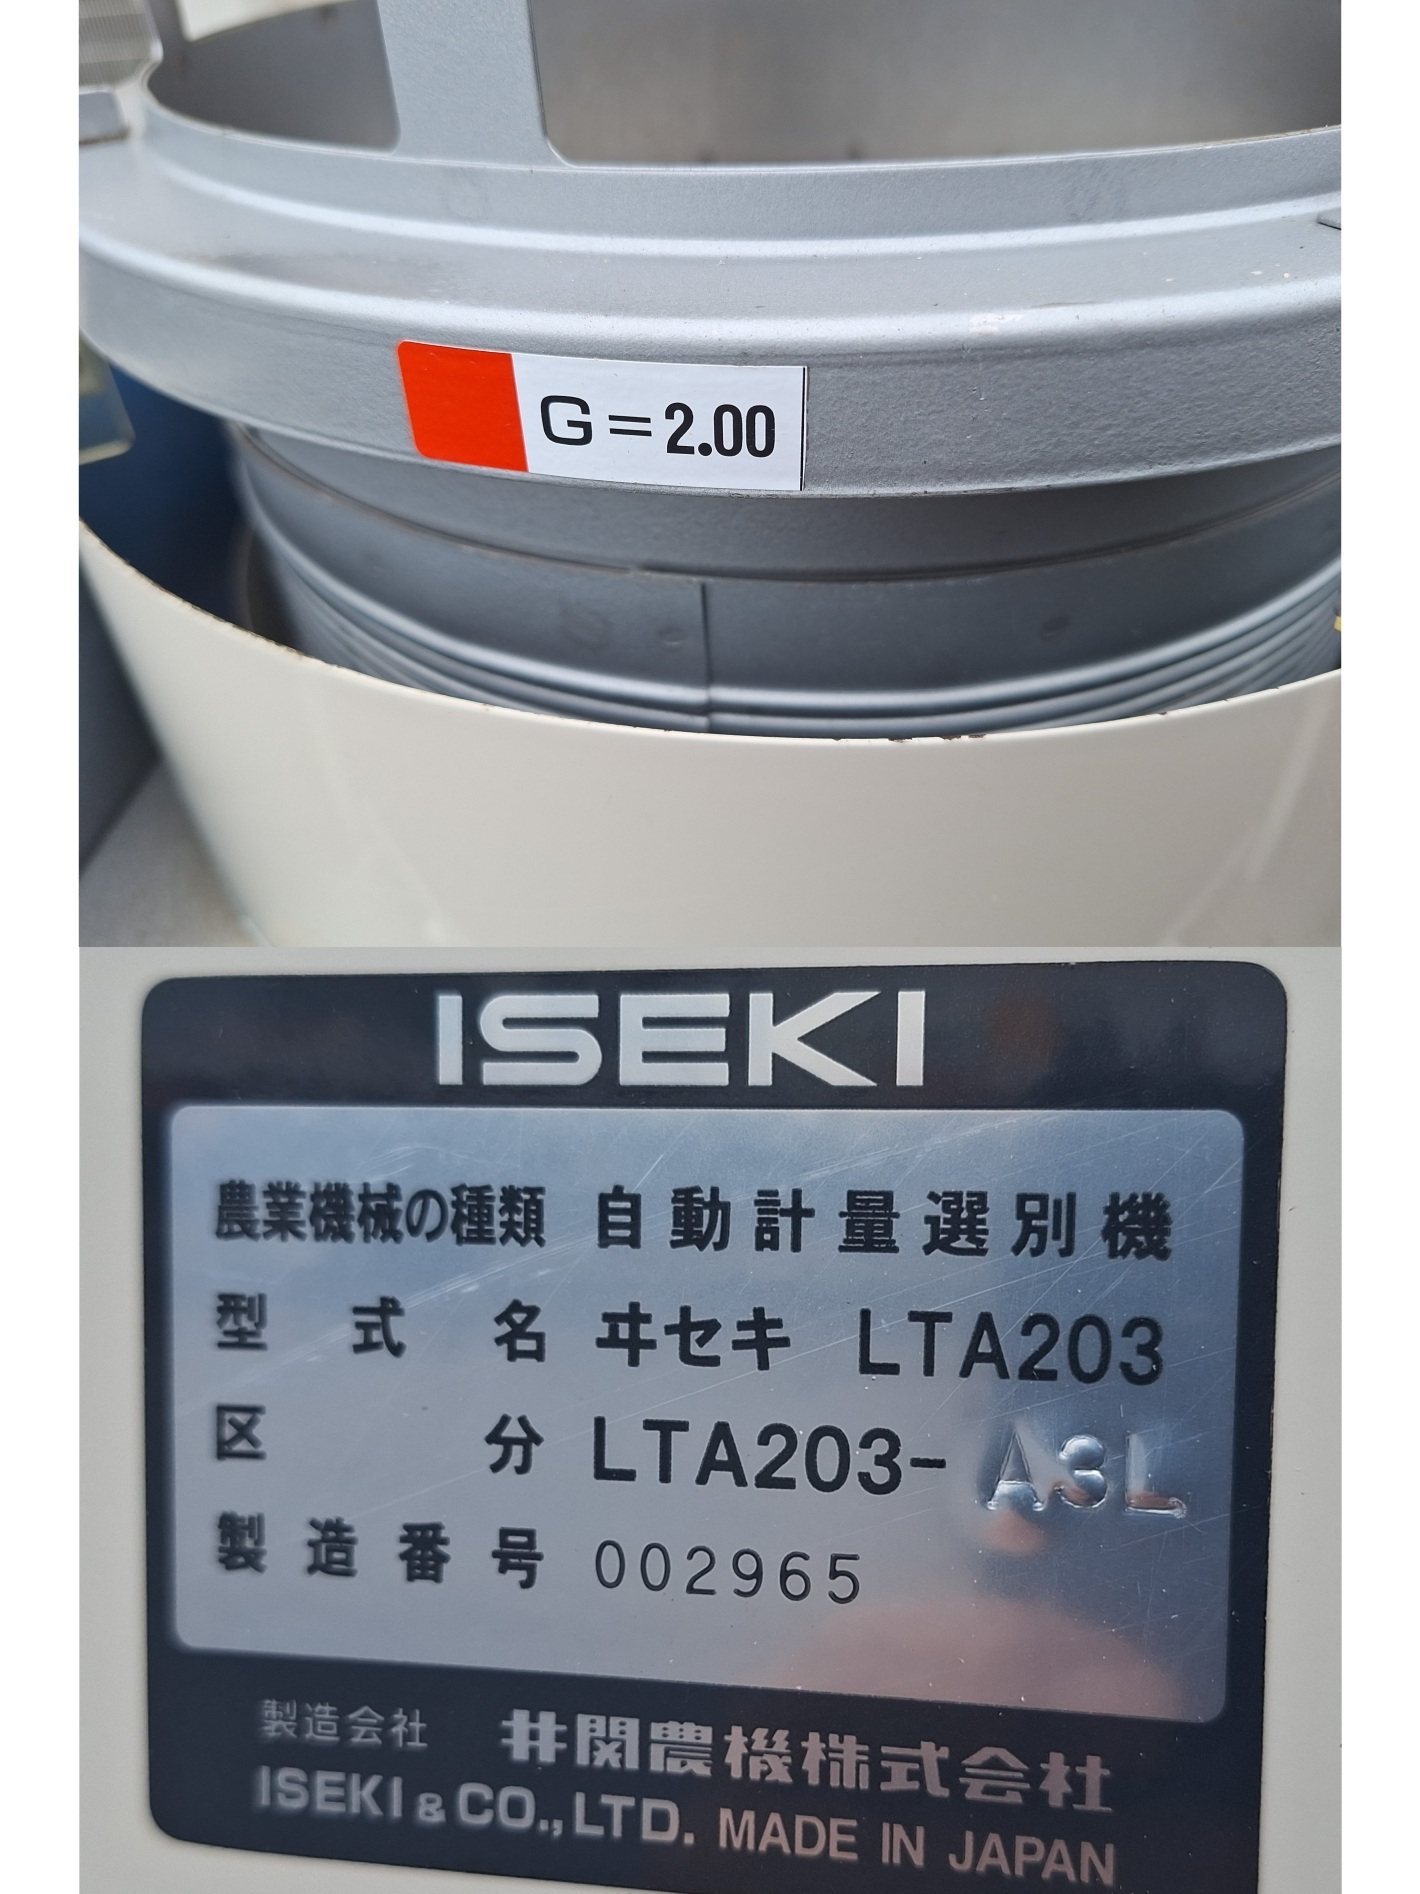 G=2.00
ISEKI
農業機械の種類 自動計量選別機
型式名 ヰセキ LTA203
区分 LTA203-A3L
製造番号 002965
製造会社 井関農機株式会社
ISEKI & CO., LTD. MADE IN JAPAN